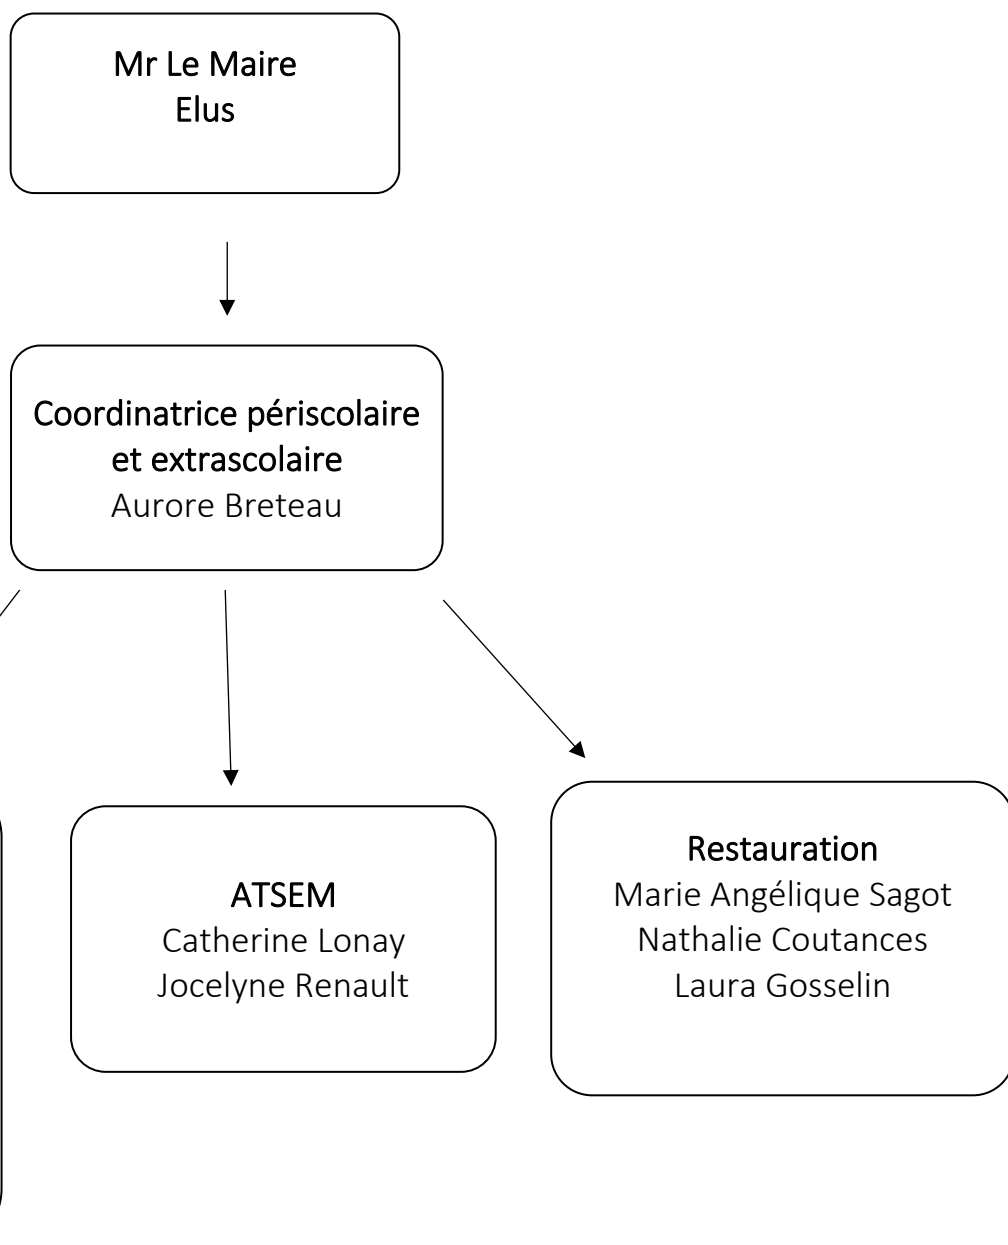 Mr Le Maire
Elus
Coordinatrice périscolaire
et extrascolaire
Aurore Breteau
ATSEM
Catherine Lonay
Jocelyne Renault
Restauration
Marie Angélique Sagot
Nathalie Coutances
Laura Gosselin